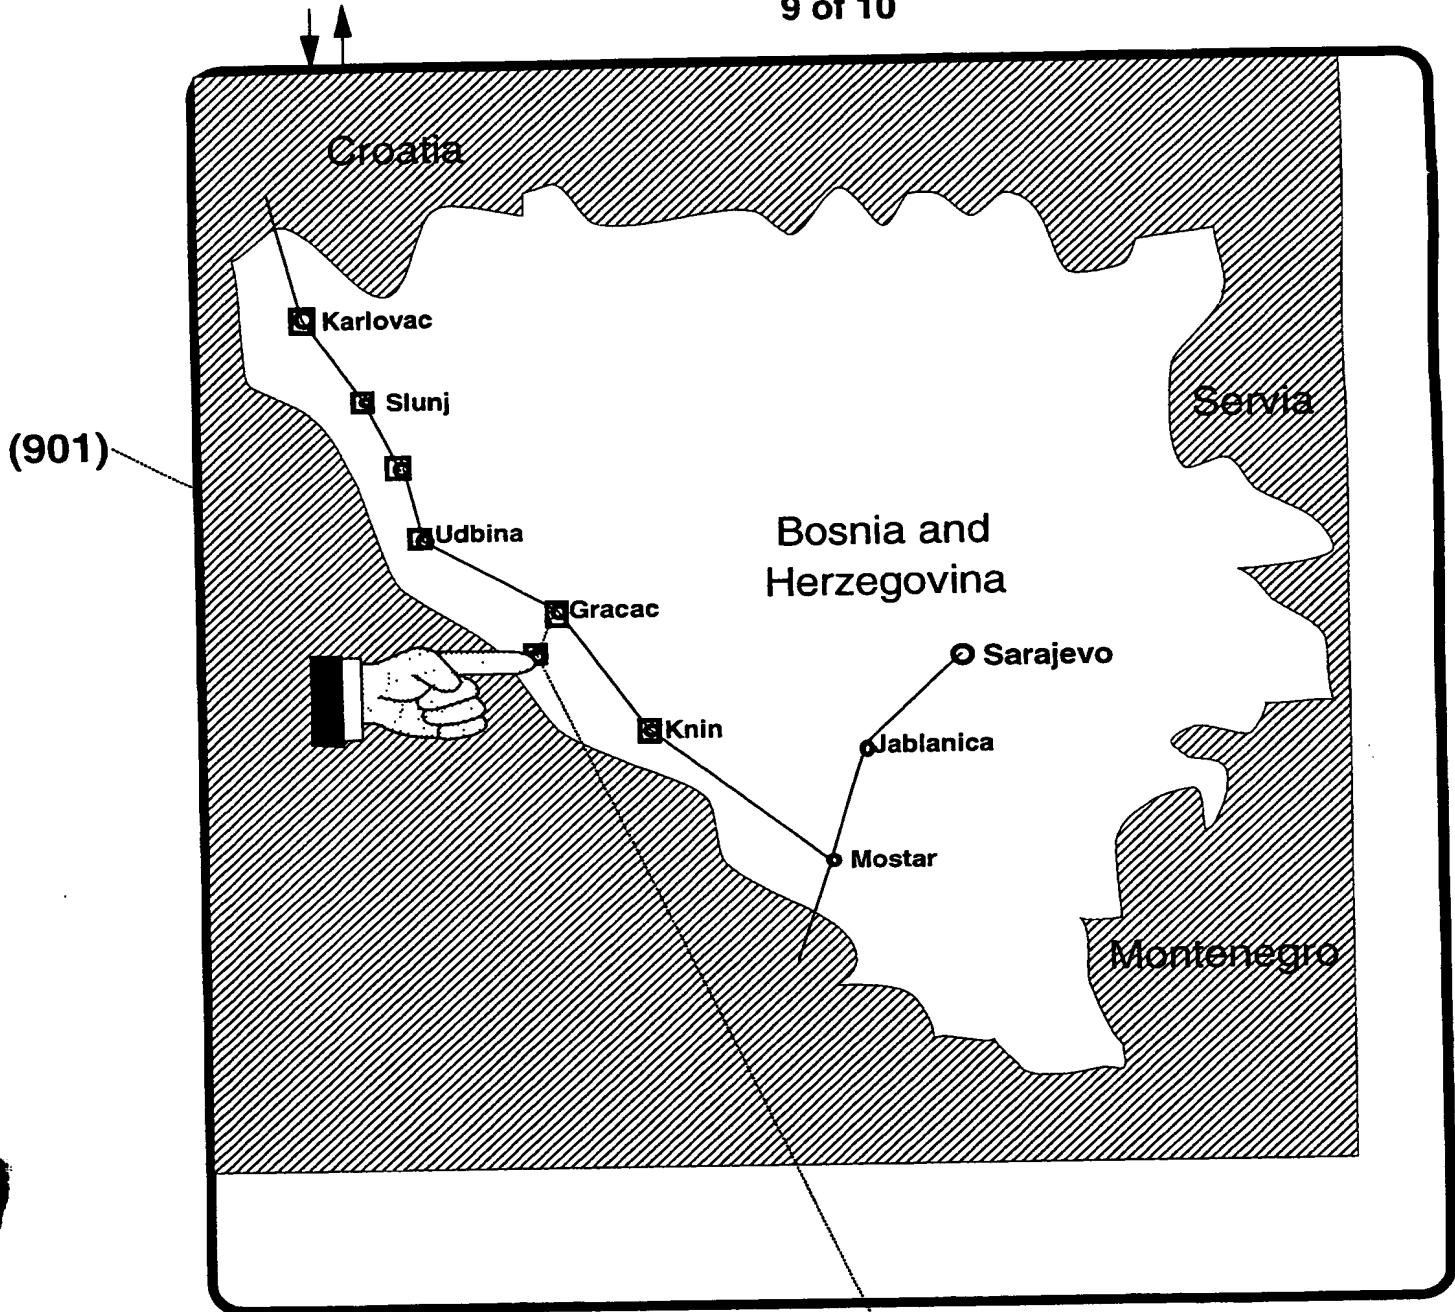 9 of 10
Croatia
Karlovac
Slunj
Servia
(901)
Udbina
Bosnia and
Herzegovina
Gracac
Sarajevo
Knin
Jablanica
Mostar
Montenegro